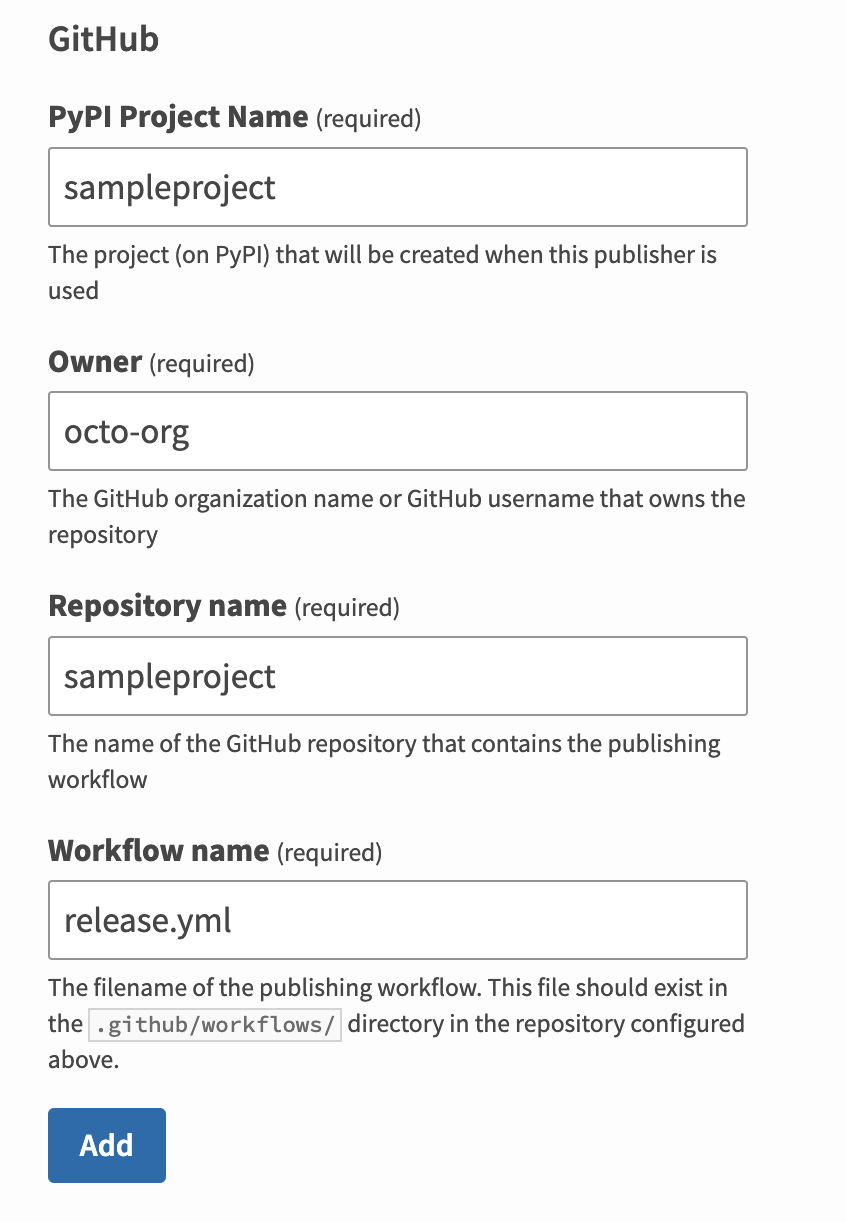 GitHub
PyPI Project Name (required)
sampleproject
The project (on PyPI) that will be created when this publisher is
used
Owner (required)
octo-org
The GitHub organization name or GitHub username that owns the
repository
Repository name (required)
sampleproject
The name of the GitHub repository that contains the publishing
workflow
Workflow name (required)
release.yml
The filename of the publishing workflow. This file should exist in
the .github/workflows/ directory in the repository configured
above.
Add